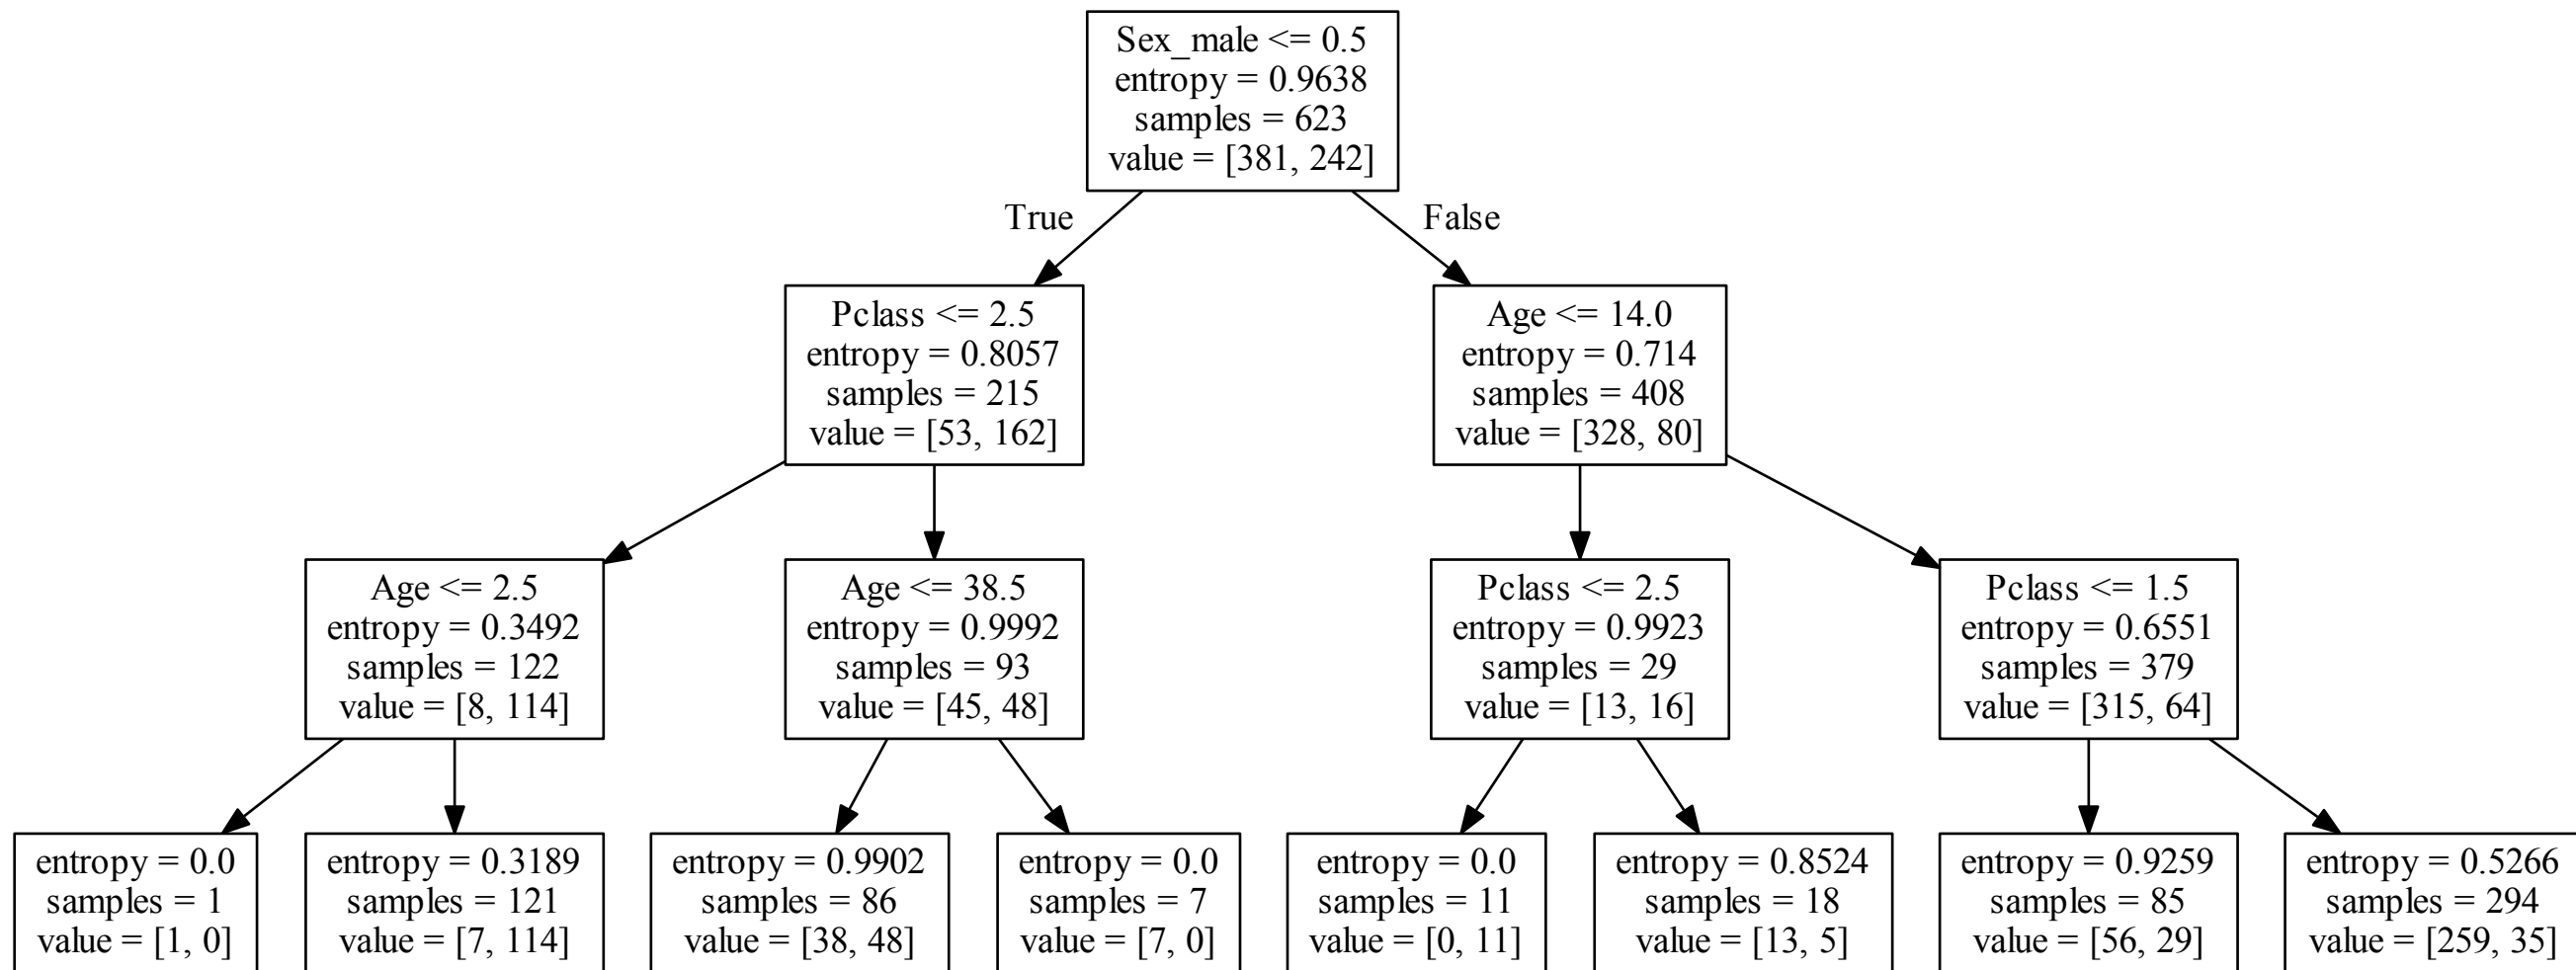 Sex_male <= 0.5
entropy = 0.9638
samples = 623
value = [381, 242]
True
False
Pclass <= 2.5
entropy = 0.8057
samples = 215
value = [53, 162]
Age <= 14.0
entropy = 0.714
samples = 408
value = [328, 80]
Age <= 2.5
entropy = 0.3492
samples = 122
value = [8, 114]
Age <= 38.5
entropy = 0.9992
samples = 93
value = [45, 48]
Pclass <= 2.5
entropy = 0.9923
samples = 29
value = [13, 16]
Pclass <= 1.5
entropy = 0.6551
samples = 379
value = [315, 64]
entropy = 0.0
samples = 1
value = [1, 0]
entropy = 0.3189
samples = 121
value = [7, 114]
entropy = 0.9902
samples = 86
value = [38, 48]
entropy = 0.0
samples = 7
value = [7, 0]
entropy = 0.0
samples = 11
value = [0, 11]
entropy = 0.8524
samples = 18
value = [13, 5]
entropy = 0.9259
samples = 85
value = [56, 29]
entropy = 0.5266
samples = 294
value = [259, 35]